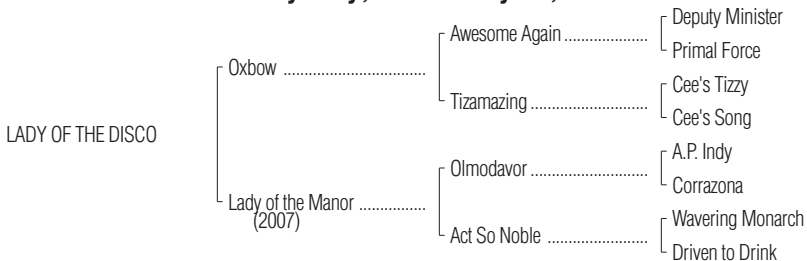 Deputy Minister
Awesome Again ....................
Primal Force
Oxbow ..................................
Cee's Tizzy
Tizamazing ............................
Cee's Song
LADY OF THE DISCO
A.P. Indy
Olmodavor ............................
Corrazona
Lady of the Manor ................
(2007)
Wavering Monarch
Act So Noble ........................
Driven to Drink